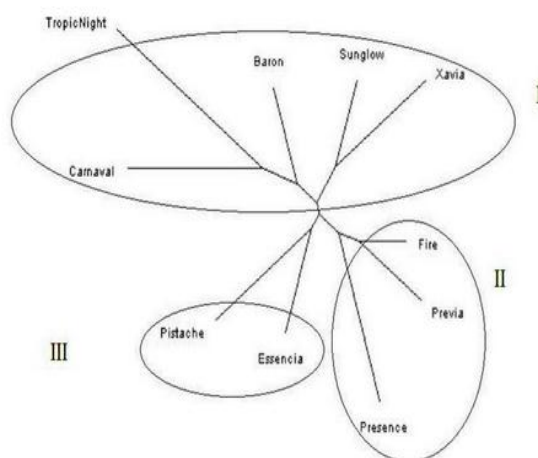 TropicNight
Sunglow
Baron
Xavia
I
Carnaval
Fire
II
Previa
Pistache
III
Essencia
Presence